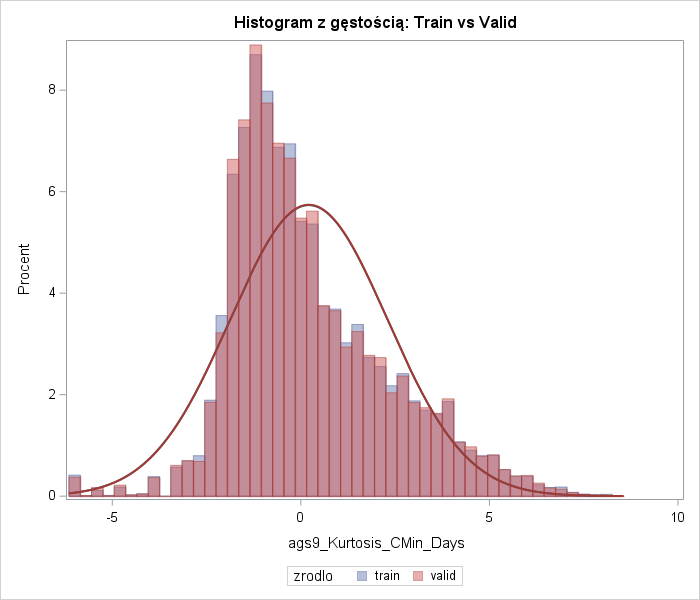 Histogram z gęstością: Train vs Valid
Procent
8
6
4
2
0
-5 0 5 10
ags9_Kurtosis_CMin_Days
zrodlo train valid